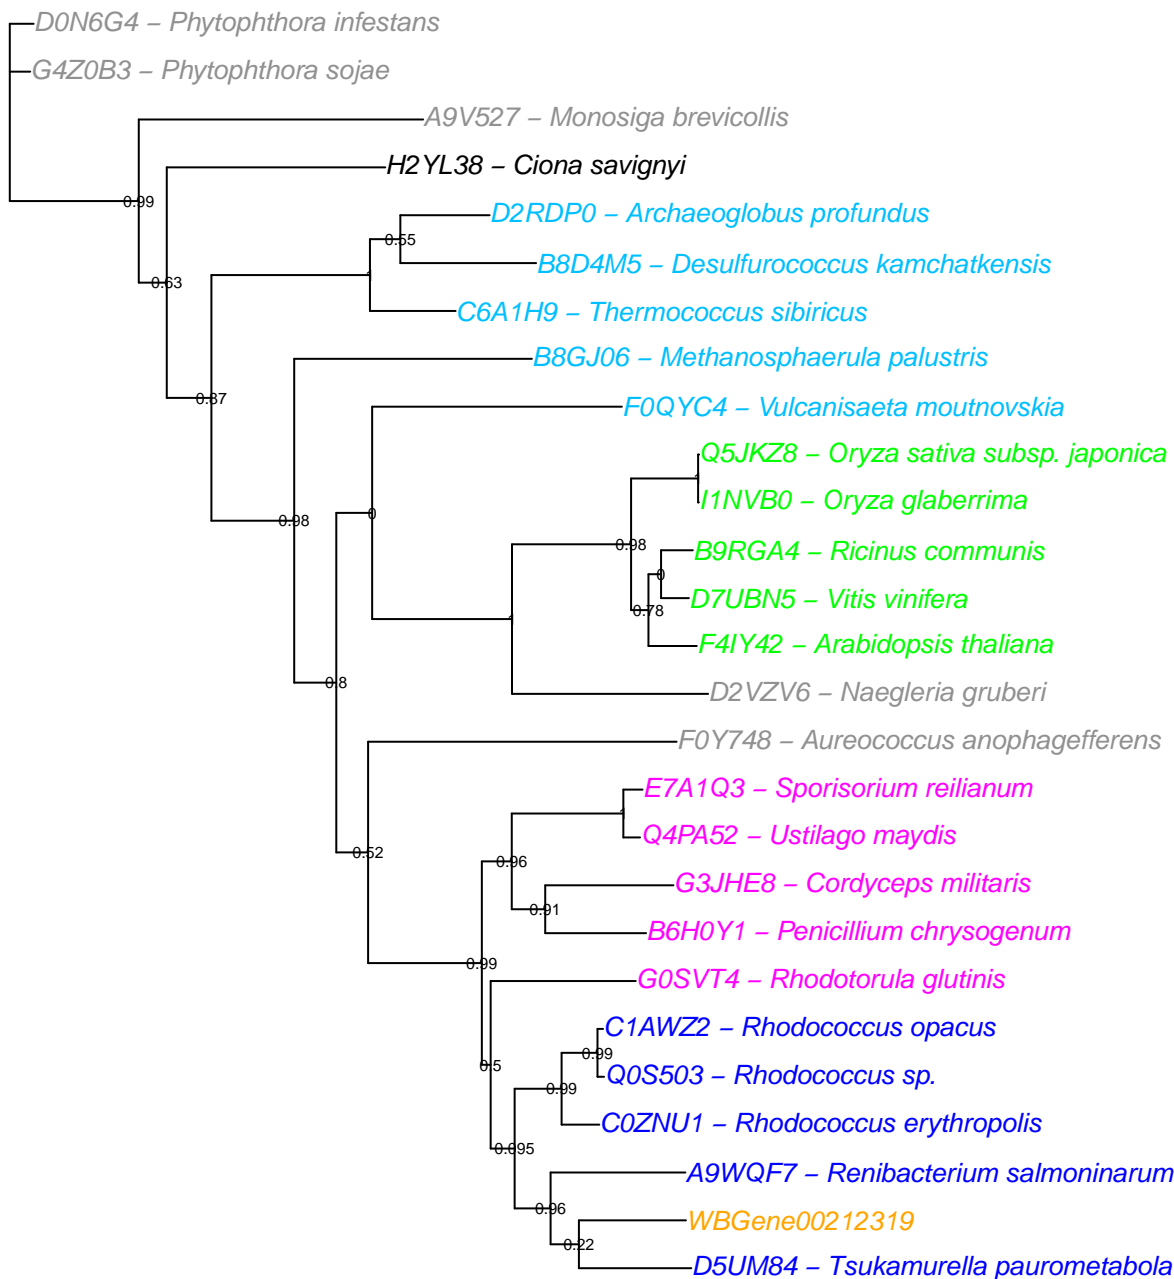 D0N6G4 – Phytophthora infestans
G4Z0B3 – Phytophthora sojae
A9V527 – Monosiga brevicollis
H2YL38 – Ciona savignyi
0.99
D2RDP0 – Archaeoglobus profundus
0.55
B8D4M5 – Desulfurococcus kamchatkensis
1
0.63
C6A1H9 – Thermococcus sibiricus
B8GJ06 – Methanosphaerula palustris
0.87
F0QYC4 – Vulcanisaeta moutnovskia
Q5JKZ8 – Oryza sativa subsp. japonica
1
I1NVB0 – Oryza glaberrima
0
0.98
0.98
B9RGA4 – Ricinus communis
0
D7UBN5 – Vitis vinifera
0.78
1
F4IY42 – Arabidopsis thaliana
0.8
D2VZV6 – Naegleria gruberi
F0Y748 – Aureococcus anophagefferens
E7A1Q3 – Sporisorium reilianum
1
Q4PA52 – Ustilago maydis
0.52
0.96
G3JHE8 – Cordyceps militaris
0.91
B6H0Y1 – Penicillium chrysogenum
0.99
G0SVT4 – Rhodotorula glutinis
C1AWZ2 – Rhodococcus opacus
0.99
0.5
Q0S503 – Rhodococcus sp.
0.99
C0ZNU1 – Rhodococcus erythropolis
0.095
A9WQF7 – Renibacterium salmoninarum
0.96
WBGene00212319
0.22
D5UM84 – Tsukamurella paurometabola